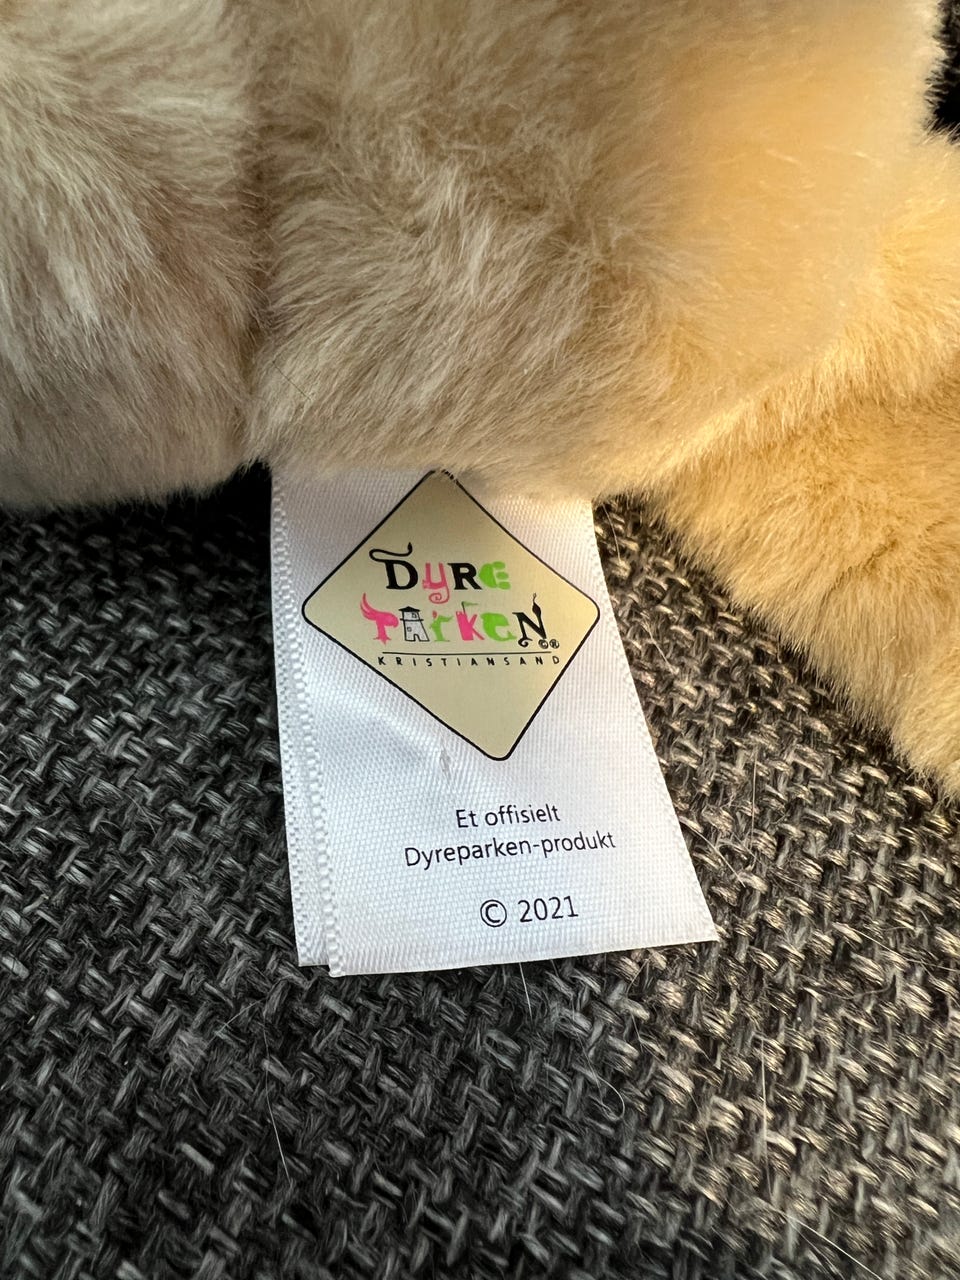 DyRe
PaRKeN ©®
KRISTIANSAND
Et offisielt
Dyreparken-produkt
© 2021